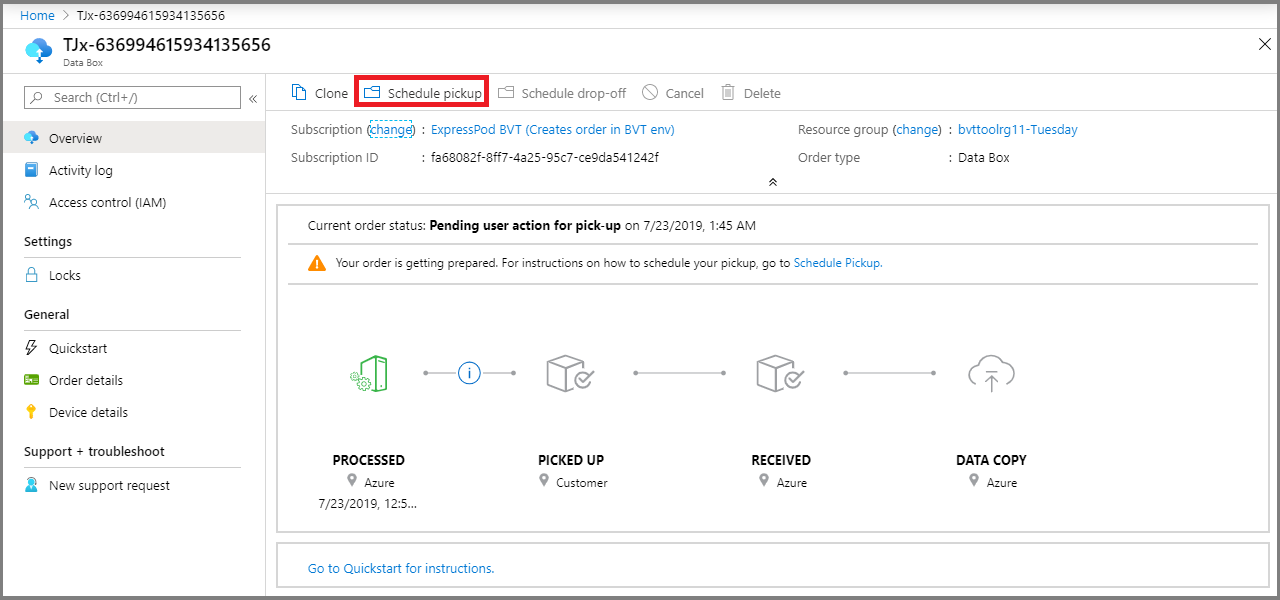 Home > TJx-636994615934135656
TJx-636994615934135656
Data Box
Search (Ctrl+/) «
Overview
Activity log
Access control (IAM)
Settings
Locks
General
Quickstart
Order details
Device details
Support + troubleshoot
New support request
Clone Schedule pickup Schedule drop-off Cancel Delete
Subscription (change) : ExpressPod BVT (Creates order in BVT env) Resource group (change) : bvttoolrg11-Tuesday
Subscription ID : fa68082f-8ff7-4a25-95c7-ce9da541242f Order type : Data Box
Current order status: Pending user action for pick-up on 7/23/2019, 1:45 AM
Your order is getting prepared. For instructions on how to schedule your pickup, go to Schedule Pickup.
PROCESSED PICKED UP RECEIVED DATA COPY
Azure Customer Azure Azure
7/23/2019, 12:5...
Go to Quickstart for instructions.